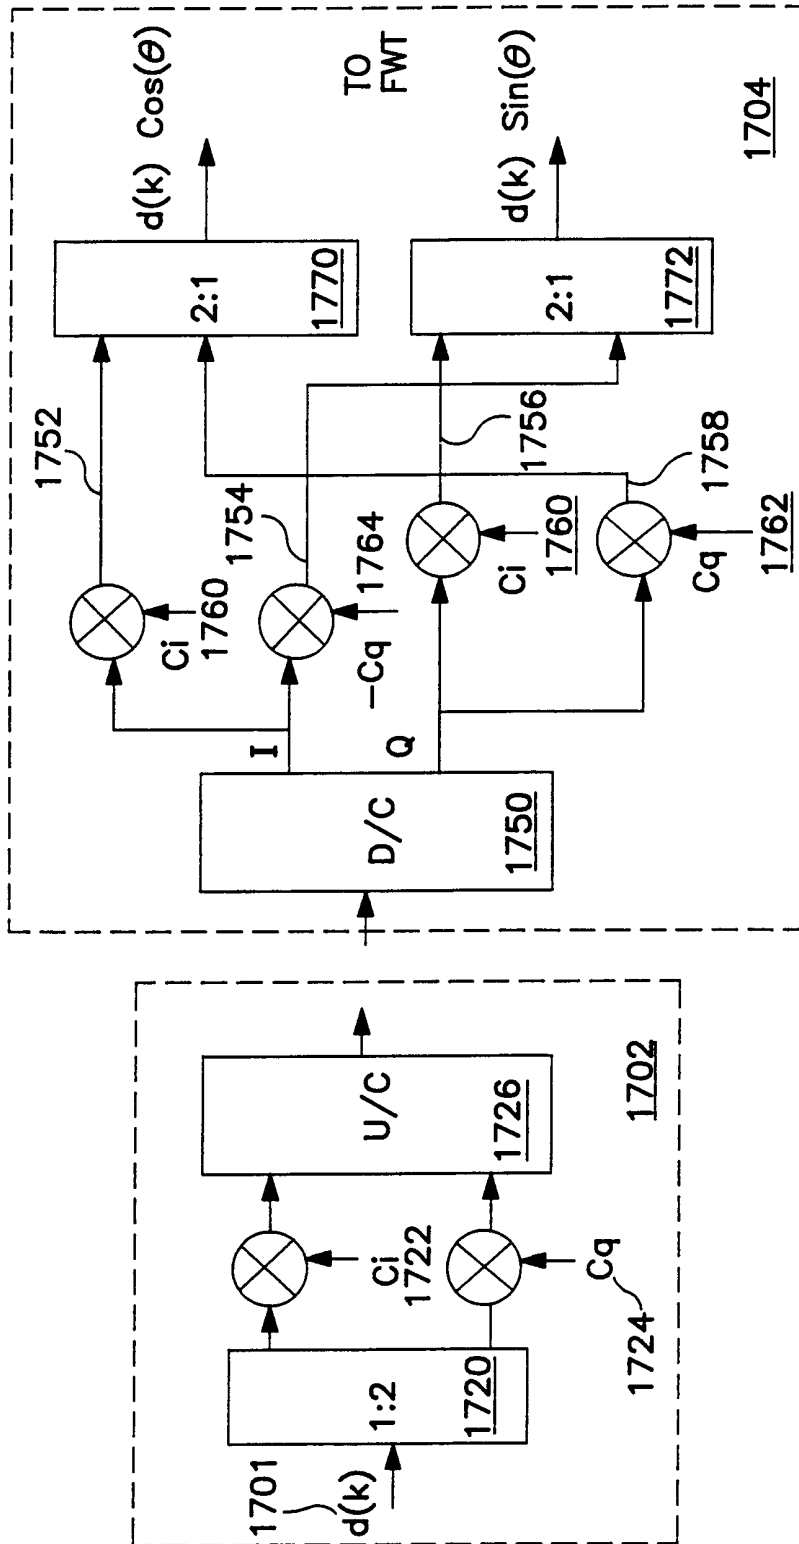 1701
d(k)
1:2
1720
Ci
1722
Cq
1724
U/C
1726
1702
D/C
1750
I
Q
Ci
1760
1752
-Cq
1764
1754
Ci
1760
1756
Cq
1762
1758
2:1
1770
2:1
1772
d(k) Cos(θ)
d(k) Sin(θ)
TO
FWT
1704